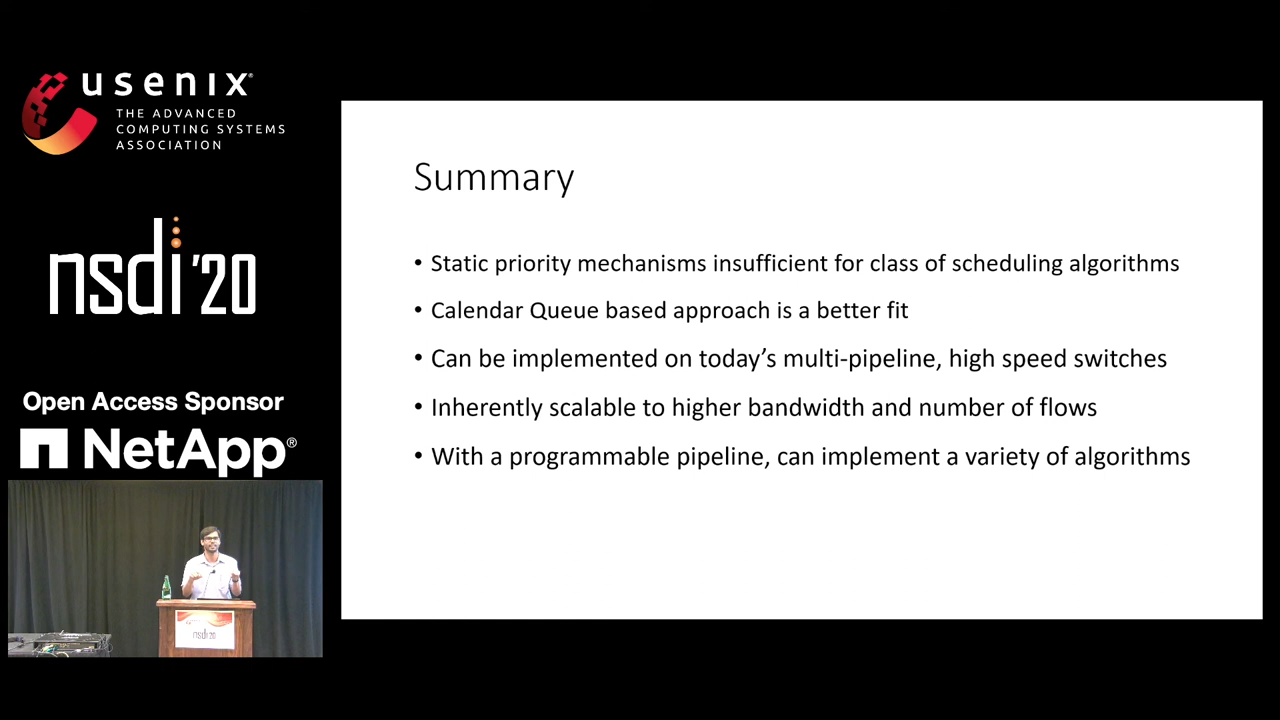 usenix®
THE ADVANCED
COMPUTING SYSTEMS
ASSOCIATION
nsdi '20
Open Access Sponsor
NetApp®
nsdi '20
Summary
• Static priority mechanisms insufficient for class of scheduling algorithms
• Calendar Queue based approach is a better fit
• Can be implemented on today’s multi-pipeline, high speed switches
• Inherently scalable to higher bandwidth and number of flows
• With a programmable pipeline, can implement a variety of algorithms